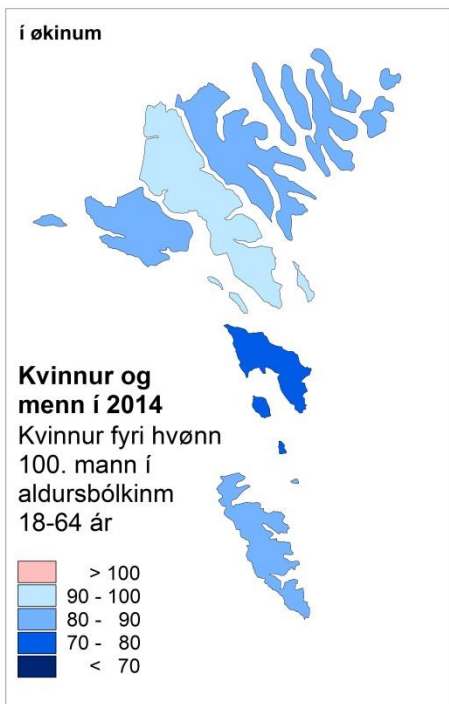 í økinum
Kvinnur og
menn í 2014
Kvinnur fyri hvønn
100. mann í
aldursbólkinm
18-64 ár
> 100
90 - 100
80 - 90
70 - 80
< 70